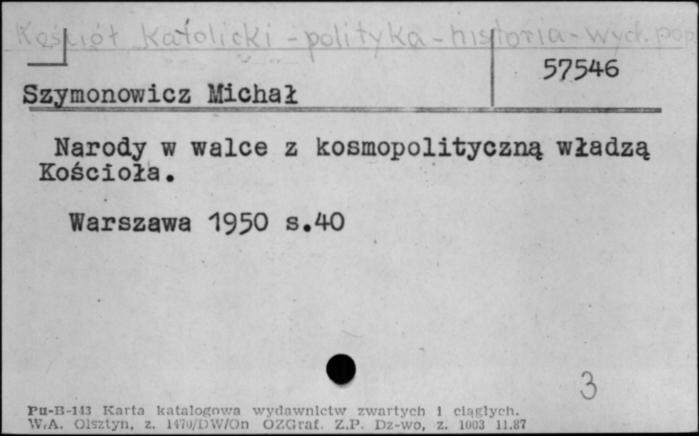 Kościół Katolicki - polityka - historia - wyd. pop
57546
Szymonowicz Michał
Narody w walce z kosmopolityczną władzą
Kościoła.
Warszawa 1950 s.40
3
Pu-B-143 Karta katalogowa wydawnictw zwartych i ciągłych.
W.A. Olsztyn, z. 1470/DW/On OZGraf. Z.P. Dz-wo, z. 1003 11.87